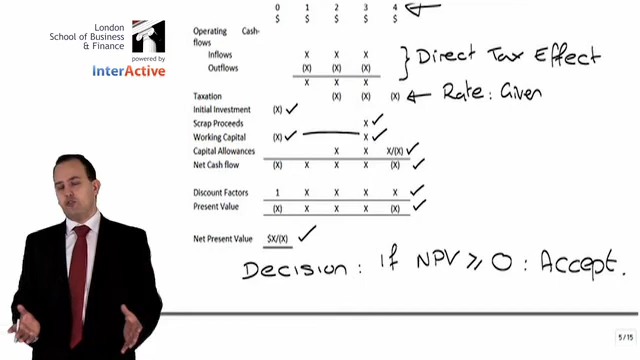 London
School of Business
& Finance
powered by
InterActive
0 1 2 3 4
$ $ $ $ $
Operating Cash-
flows
Inflows X X X
Outflows (X) (X) (X)
X X X
Direct Tax Effect
Taxation (X) (X) (X)
Rate: Given
Initial Investment (X)
Scrap Proceeds X
Working Capital (X) X
Capital Allowances X X X/(X)
Net Cash flow (X) X X X (X)
Discount Factors 1 X X X X
Present Value (X) X X X (X)
Net Present Value $X/(X)
Decision: If NPV ≥ 0: Accept.
5 / 15